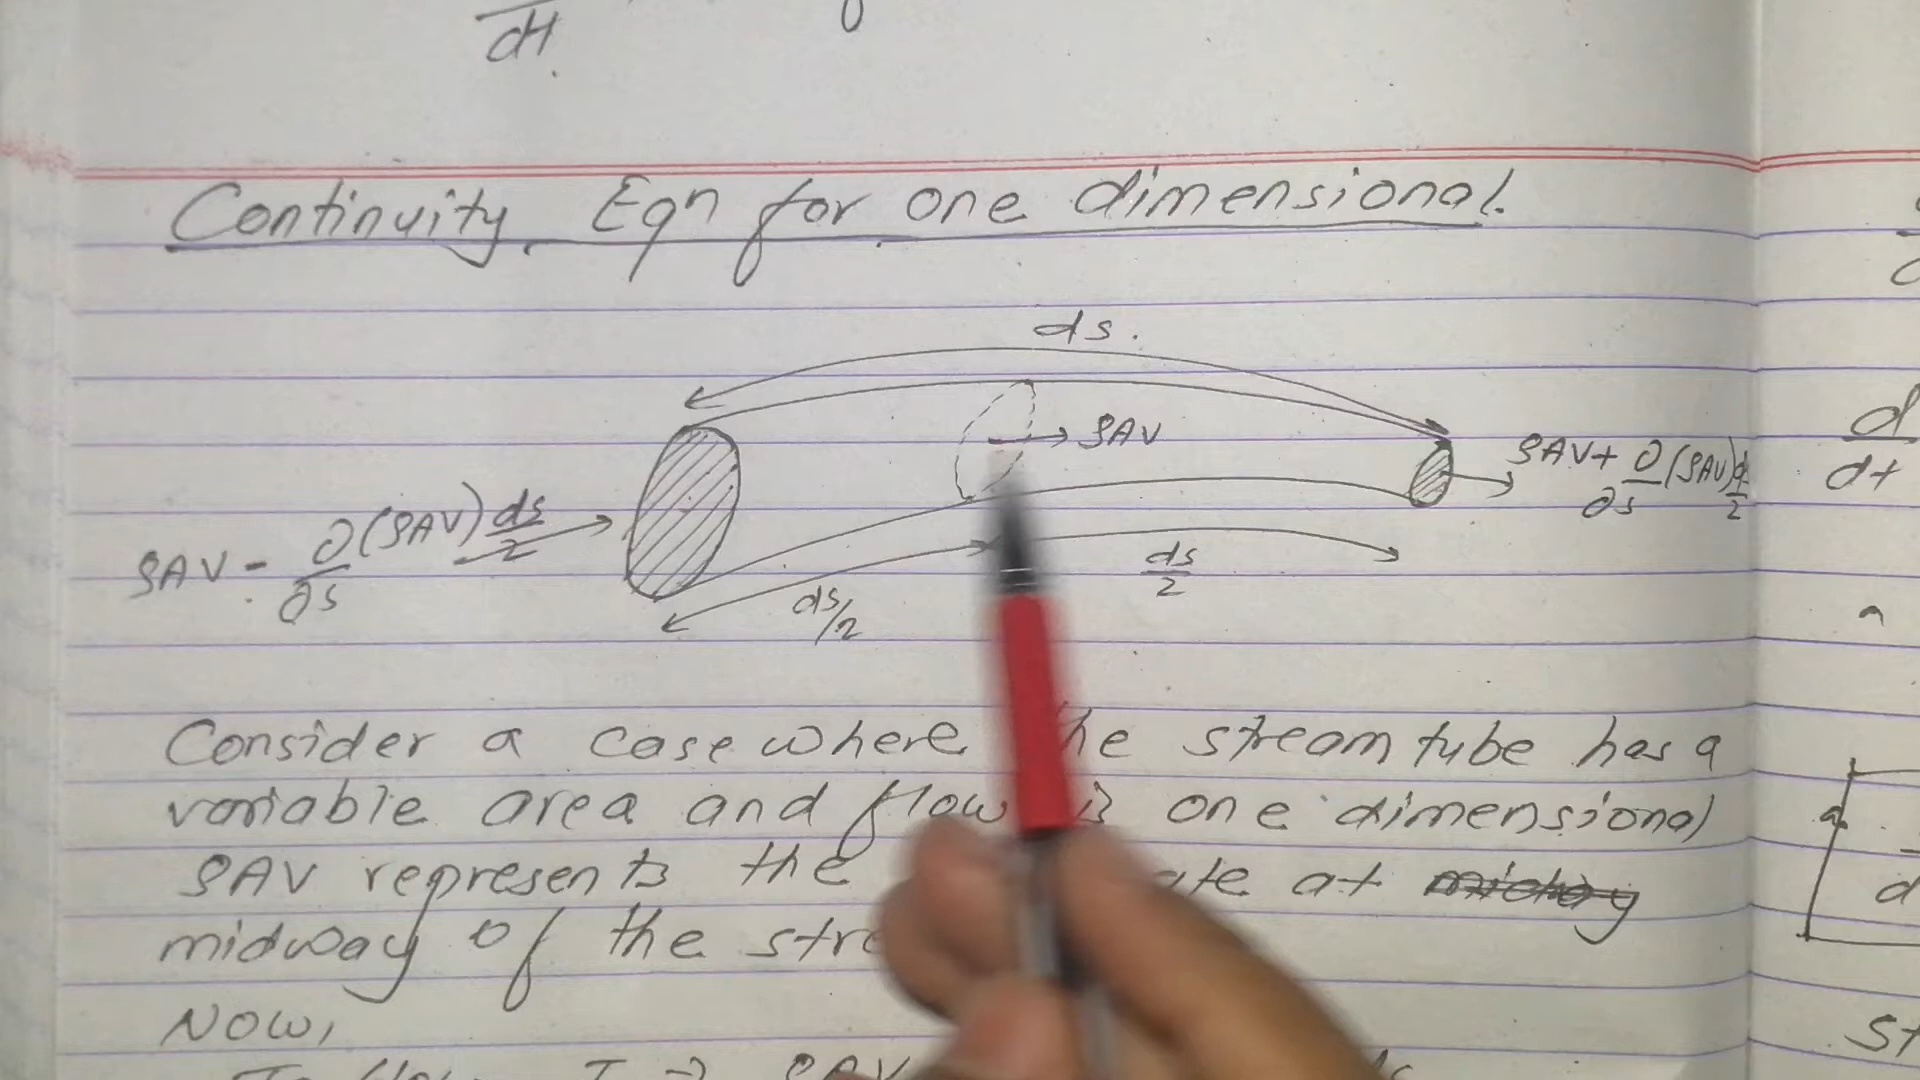 dH.
Continuity Eqn for one dimensional.
ds.
ρAV
ρAV + ∂/∂s (ρAV) ds/2
ρAV - ∂/∂s (ρAV) ds/2
ds/2
ds/2
Consider a case where the stream tube has a
variable area and flow is one dimensional
ρAV represents the at
midway of the
Now,
ρAV
d/dt